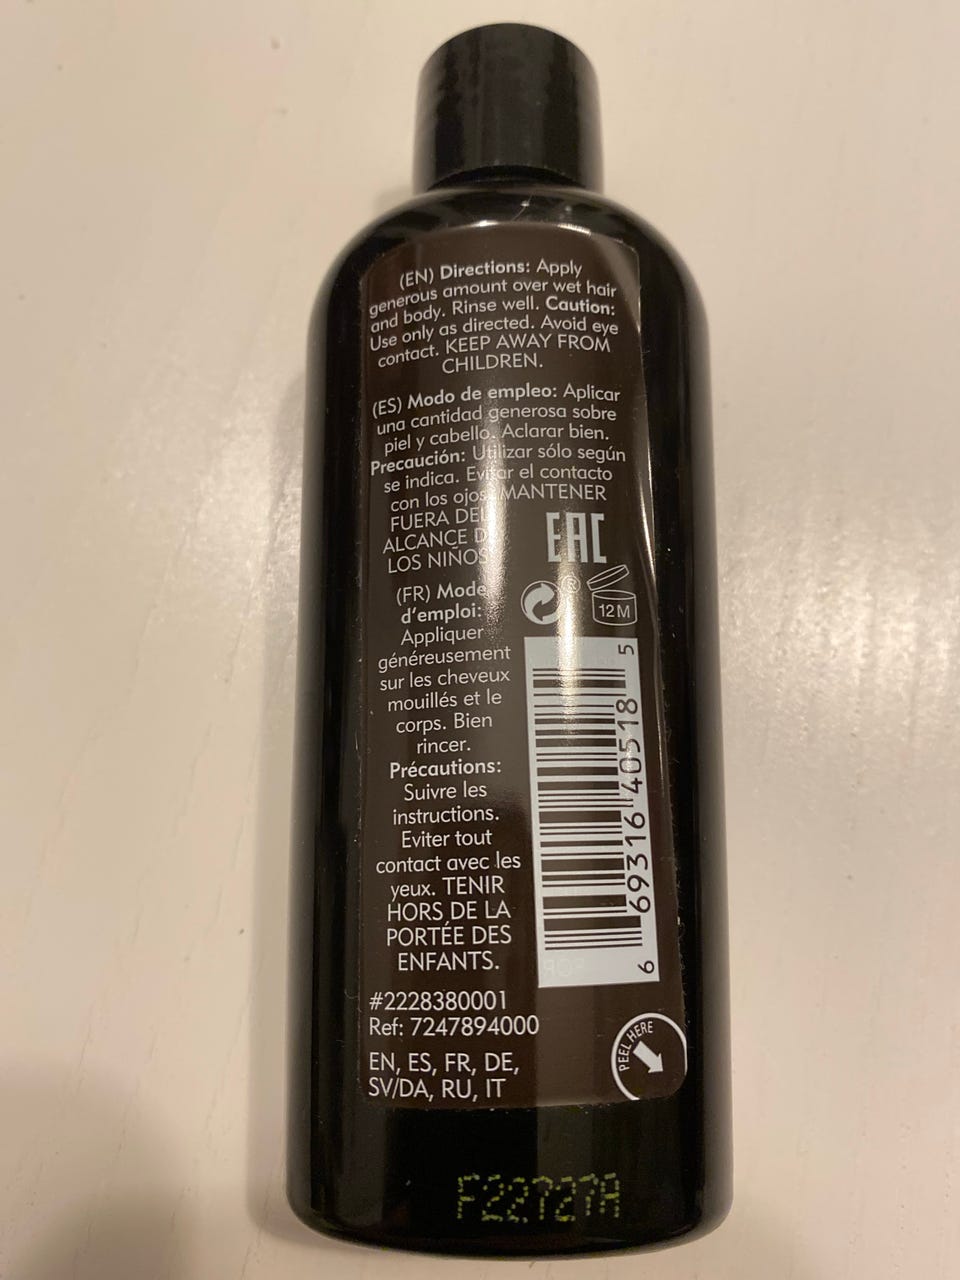 (EN) Directions: Apply
generous amount over wet hair
and body. Rinse well. Caution:
Use only as directed. Avoid eye
contact. KEEP AWAY FROM
CHILDREN.
(ES) Modo de empleo: Aplicar
una cantidad generosa sobre
piel y cabello. Aclarar bien.
Precaución: Utilizar sólo según
se indica. Evitar el contacto
con los ojos. MANTENER
FUERA DEL
ALCANCE DE
LOS NIÑOS.
EAC
(FR) Mode
d'emploi:
Appliquer
généreusement
sur les cheveux
mouillés et le
corps. Bien
rincer.
Précautions:
Suivre les
instructions.
Eviter tout
contact avec les
yeux. TENIR
HORS DE LA
PORTÉE DES
ENFANTS.
®
12 M
6 69316 40518 5
#2228380001
Ref: 7247894000
EN, ES, FR, DE,
SV/DA, RU, IT
PEEL HERE
F22727A